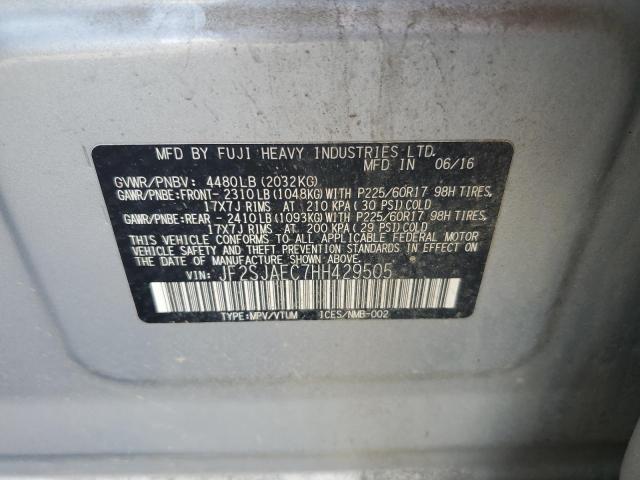 MFD BY FUJI HEAVY INDUSTRIES.LTD.
MFD IN 06/16
GVWR/PNBV: 4480LB (2032KG)
GAWR/PNBE:FRONT- 2310 LB (1048KG) WITH P225/60R17 98H TIRES,
17X7J RIMS AT 210 KPA ( 30 PSI) COLD
GAWR/PNBE:REAR - 2410 LB (1093KG) WITH P225/60R17 98H TIRES,
17X7J RIMS AT 200 KPA ( 29 PSI) COLD
THIS VEHICLE CONFORMS TO ALL APPLICABLE FEDERAL MOTOR
VEHICLE SAFETY AND THEFT PREVENTION STANDARDS IN EFFECT
ON THE DATE OF MANUFACTURE SHOWN ABOVE.
VIN: JF2SJAEC7HH429505
TYPE:MPV/VTUM ICES/NMB-002